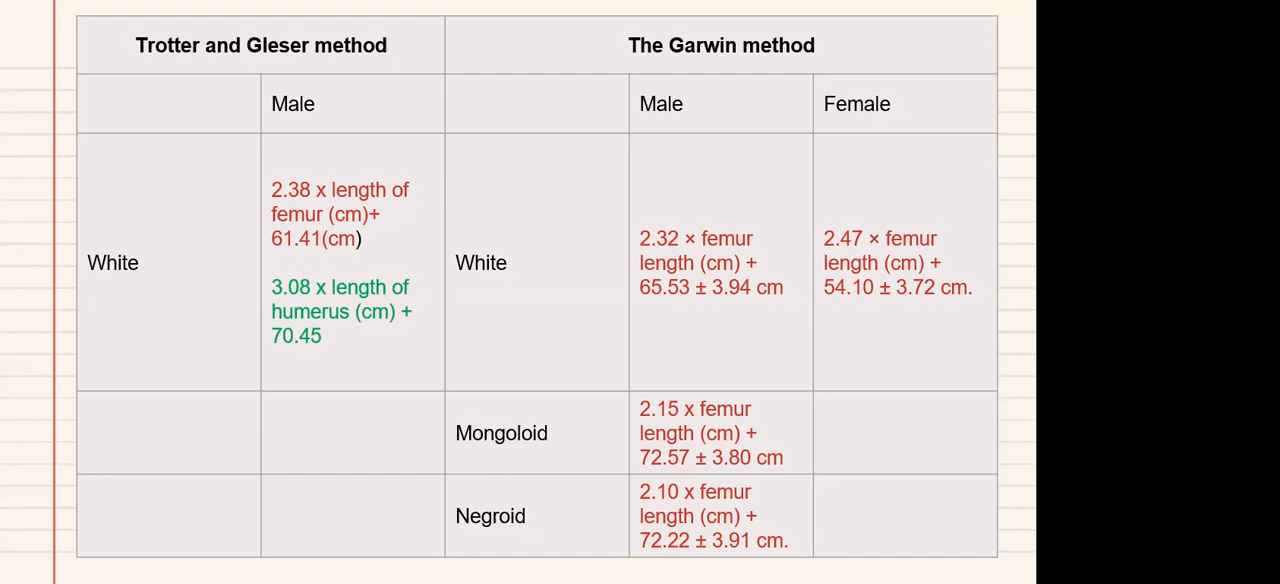 Trotter and Gleser method
The Garwin method
Male
Male
Female
White
2.38 x length of
femur (cm)+
61.41(cm)
3.08 x length of
humerus (cm) +
70.45
White
2.32 × femur
length (cm) +
65.53 ± 3.94 cm
2.47 × femur
length (cm) +
54.10 ± 3.72 cm.
Mongoloid
2.15 x femur
length (cm) +
72.57 ± 3.80 cm
Negroid
2.10 x femur
length (cm) +
72.22 ± 3.91 cm.